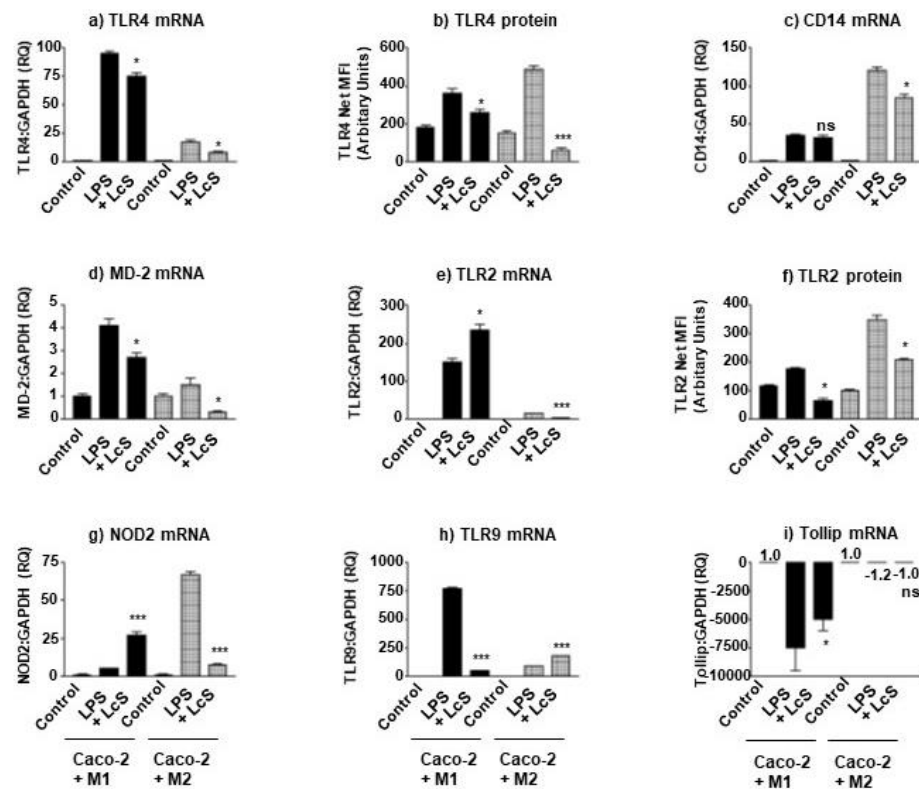 a) TLR4 mRNA
TLR4:GAPDH (RQ)
100
75
50
25
0
*
*
Control
LPS
+ LcS
Control
LPS
+ LcS
b) TLR4 protein
TLR4 Net MFI
(Arbitary Units)
600
400
200
0
*
***
Control
LPS
+ LcS
Control
LPS
+ LcS
c) CD14 mRNA
CD14:GAPDH (RQ)
150
100
50
0
ns
*
Control
LPS
+ LcS
Control
LPS
+ LcS
d) MD-2 mRNA
MD-2:GAPDH (RQ)
5
4
3
2
1
0
*
*
Control
LPS
+ LcS
Control
LPS
+ LcS
e) TLR2 mRNA
TLR2:GAPDH (RQ)
300
200
100
0
*
***
Control
LPS
+ LcS
Control
LPS
+ LcS
f) TLR2 protein
TLR2 Net MFI
(Arbitary Units)
400
300
200
100
0
*
*
Control
LPS
+ LcS
Control
LPS
+ LcS
g) NOD2 mRNA
NOD2:GAPDH (RQ)
75
50
25
0
***
***
Control
LPS
+ LcS
Control
LPS
+ LcS
Caco-2
+ M1
Caco-2
+ M2
h) TLR9 mRNA
TLR9:GAPDH (RQ)
1000
750
500
250
0
***
***
Control
LPS
+ LcS
Control
LPS
+ LcS
Caco-2
+ M1
Caco-2
+ M2
i) Tollip mRNA
Tollip:GAPDH (RQ)
0
-2500
-5000
-7500
10000
1.0
*
1.0
-1.2
-1.0
ns
Control
LPS
+ LcS
Control
LPS
+ LcS
Caco-2
+ M1
Caco-2
+ M2